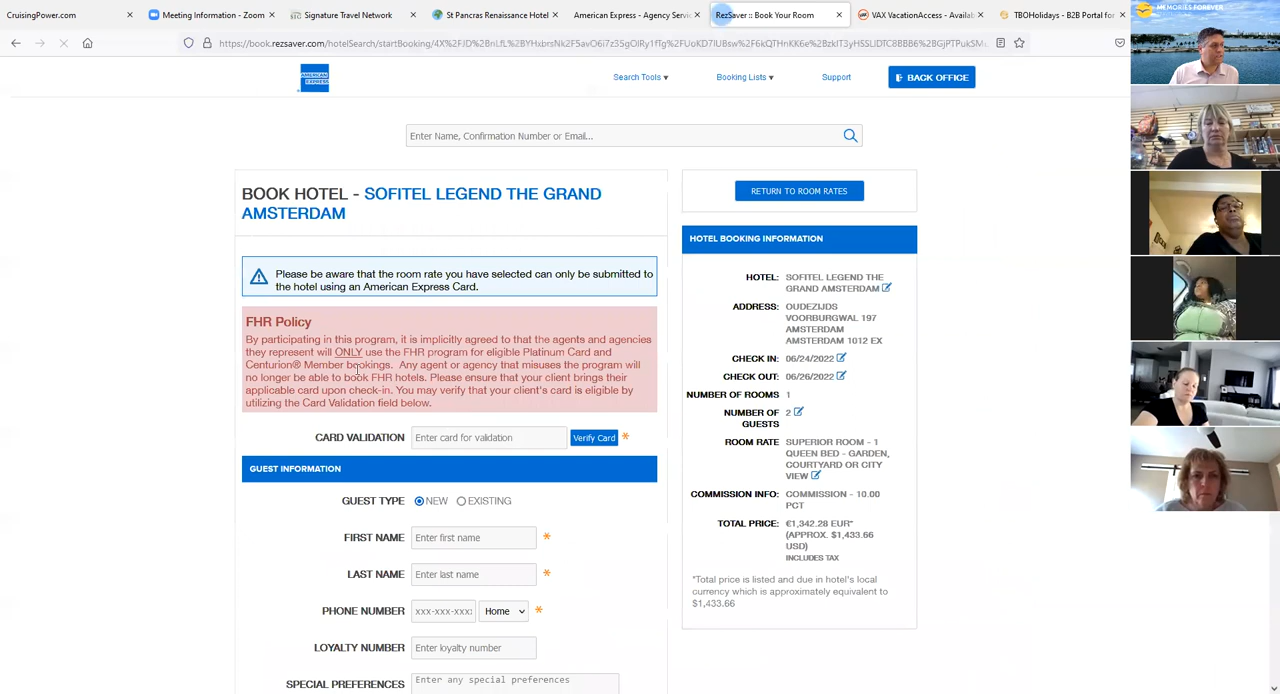 CruisingPower.com
Meeting Information - Zoom
Signature Travel Network
American Express - Agency Servic
RezSaver :: Book Your Room
VAX VacationAccess - Availab
TBOHolidays - B2B Portal for
MEMORIES FOREVER
Search Tools ▾
Booking Lists ▾
Support
BACK OFFICE
AMERICAN
EXPRESS
Enter Name, Confirmation Number or Email...
BOOK HOTEL - SOFITEL LEGEND THE GRAND
AMSTERDAM
Please be aware that the room rate you have selected can only be submitted to
the hotel using an American Express Card.
FHR Policy
By participating in this program, it is implicitly agreed to that the agents and agencies
they represent will ONLY use the FHR program for eligible Platinum Card and
Centurion® Member bookings. Any agent or agency that misuses the program will
no longer be able to book FHR hotels. Please ensure that your client brings their
applicable card upon check-in. You may verify that your client's card is eligible by
utilizing the Card Validation field below.
CARD VALIDATION
Enter card for validation
Verify Card *
GUEST INFORMATION
GUEST TYPE
NEW
EXISTING
FIRST NAME
Enter first name
*
LAST NAME
Enter last name
*
PHONE NUMBER
xxx-xxx-xxx
Home
*
LOYALTY NUMBER
Enter loyalty number
SPECIAL PREFERENCES
Enter any special preferences
RETURN TO ROOM RATES
HOTEL BOOKING INFORMATION
HOTEL: SOFITEL LEGEND THE
GRAND AMSTERDAM
ADDRESS: OUDEZIJDS
VOORBURGWAL 197
AMSTERDAM
AMSTERDAM 1012 EX
CHECK IN: 06/24/2022
CHECK OUT: 06/26/2022
NUMBER OF ROOMS 1
NUMBER OF 2
GUESTS
ROOM RATE SUPERIOR ROOM - 1
QUEEN BED - GARDEN,
COURTYARD OR CITY
VIEW
COMMISSION INFO: COMMISSION - 10.00
PCT
TOTAL PRICE: €1,342.28 EUR*
(APPROX. $1,433.66
USD)
INCLUDES TAX
*Total price is listed and due in hotel's local
currency which is approximately equivalent to
$1,433.66